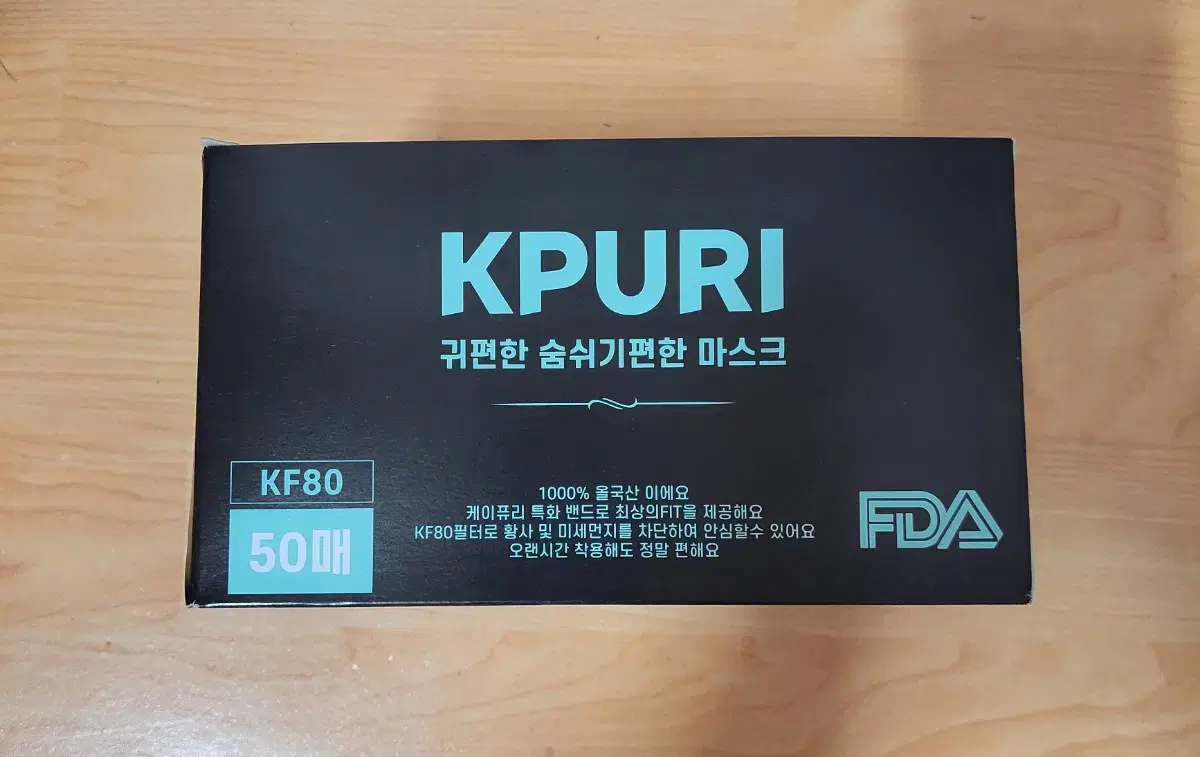 KPURI
귀편한 숨쉬기편한 마스크
KF80
50매
1000% 올국산 이에요
케이퓨리 특화 밴드로 최상의FIT을 제공해요
KF80필터로 황사 및 미세먼지를 차단하여 안심할수 있어요
오랜시간 착용해도 정말 편해요
FDA